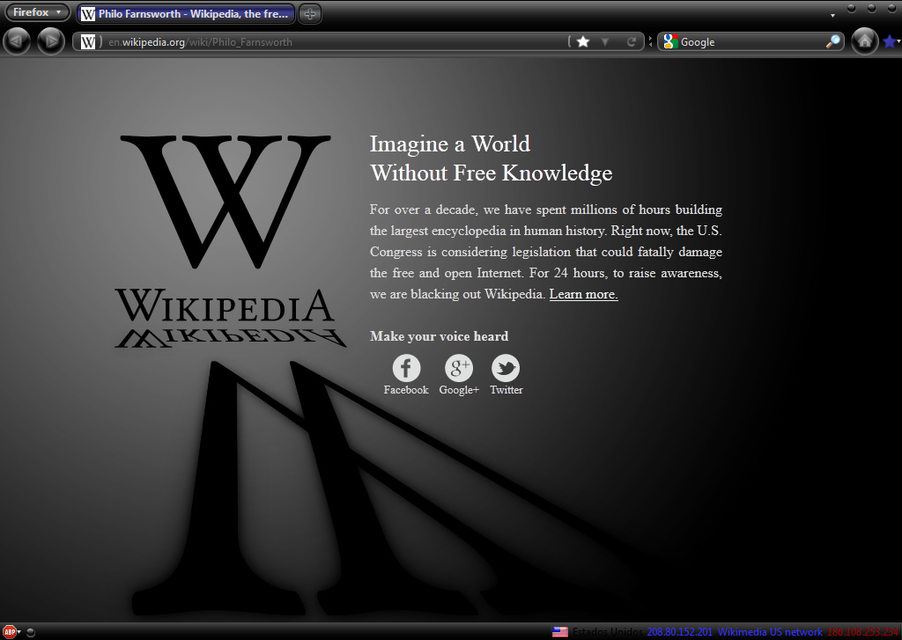 Firefox
Philo Farnsworth - Wikipedia, the fre...
en.wikipedia.org/wiki/Philo_Farnsworth
Google
W
WIKIPEDIA
Imagine a World
Without Free Knowledge
For over a decade, we have spent millions of hours building
the largest encyclopedia in human history. Right now, the U.S.
Congress is considering legislation that could fatally damage
the free and open Internet. For 24 hours, to raise awareness,
we are blacking out Wikipedia. Learn more.
Make your voice heard
Facebook Google+ Twitter
ABP
Estados Unidos 208.80.152.201 Wikimedia US network